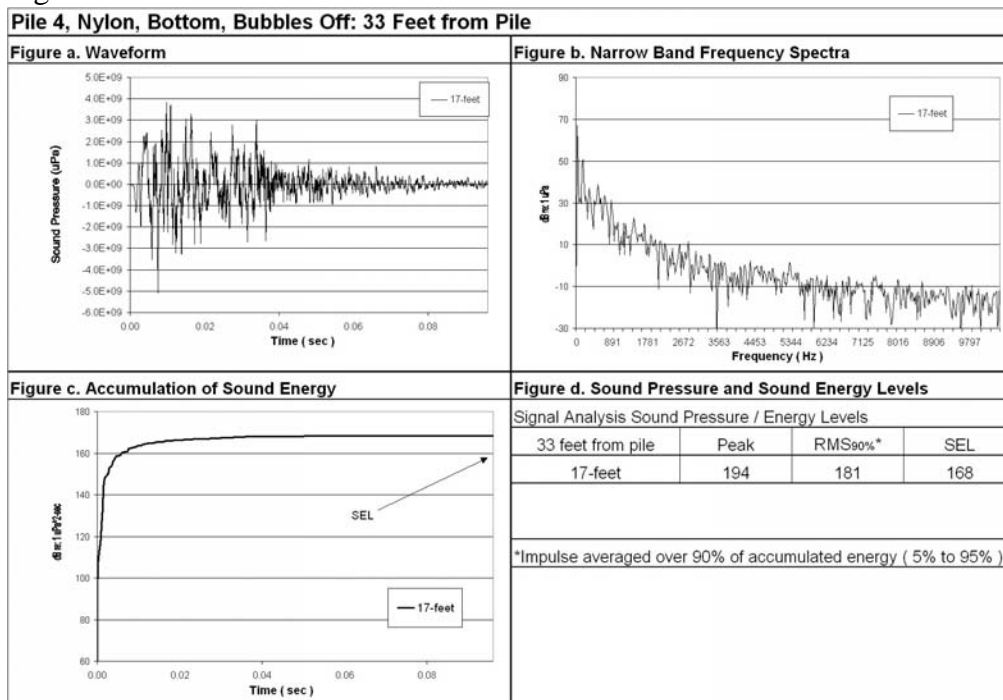 Pile 4, Nylon, Bottom, Bubbles Off: 33 Feet from Pile
Figure a. Waveform
5.0E+09
4.0E+09
3.0E+09
2.0E+09
1.0E+09
0.0E+00
-1.0E+09
-2.0E+09
-3.0E+09
-4.0E+09
-5.0E+09
-6.0E+09
Sound Pressure (uPa)
17-feet
0.00 0.02 0.04 0.06 0.08
Time ( sec )
Figure b. Narrow Band Frequency Spectra
90
70
50
30
10
-10
-30
dB re: 1 uPa
17-feet
0 891 1781 2672 3563 4453 5344 6234 7125 8016 8906 9797
Frequency ( Hz )
Figure c. Accumulation of Sound Energy
180
160
140
120
100
80
60
SEL
17-feet
0.00 0.02 0.04 0.06 0.08
Time ( sec )
Figure d. Sound Pressure and Sound Energy Levels
Signal Analysis Sound Pressure / Energy Levels
33 feet from pile Peak RMS90%* SEL
17-feet 194 181 168
*Impulse averaged over 90% of accumulated energy ( 5% to 95% )